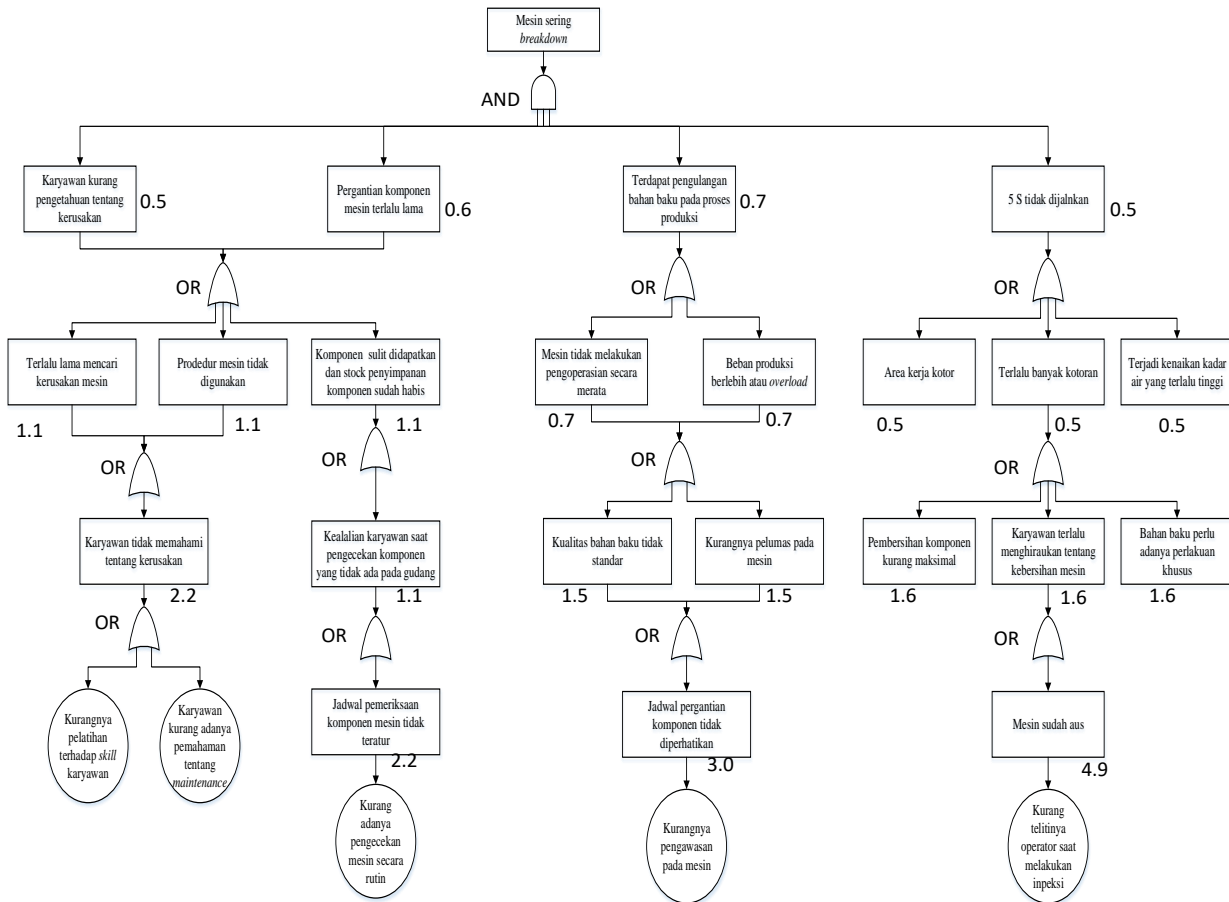 Mesin sering
breakdown
AND
Karyawan kurang
pengetahuan tentang
kerusakan
0.5
Pergantian komponen
mesin terlalu lama
0.6
Terdapat pengulangan
bahan baku pada proses
produksi
0.7
5 S tidak dijalnkan
0.5
OR
OR
OR
Terlalu lama mencari
kerusakan mesin
1.1
Prodedur mesin tidak
digunakan
1.1
Komponen sulit didapatkan
dan stock penyimpanan
komponen sudah habis
1.1
Mesin tidak melakukan
pengoperasian secara
merata
0.7
Beban produksi
berlebih atau overload
0.7
Area kerja kotor
0.5
Terlalu banyak kotoran
0.5
Terjadi kenaikan kadar
air yang terlalu tinggi
0.5
OR
OR
OR
OR
Karyawan tidak memahami
tentang kerusakan
2.2
Kealalian karyawan saat
pengecekan komponen
yang tidak ada pada gudang
1.1
Kualitas bahan baku tidak
standar
1.5
Kurangnya pelumas pada
mesin
1.5
Pembersihan komponen
kurang maksimal
1.6
Karyawan terlalu
menghiraukan tentang
kebersihan mesin
1.6
Bahan baku perlu
adanya perlakuan
khusus
1.6
OR
OR
OR
OR
Kurangnya
pelatihan
terhadap skill
karyawan
Karyawan
kurang adanya
pemahaman
tentang
maintenance
Jadwal pemeriksaan
komponen mesin tidak
teratur
2.2
Jadwal pergantian
komponen tidak
diperhatikan
3.0
Mesin sudah aus
4.9
Kurang
adanya
pengecekan
mesin secara
rutin
Kurangnya
pengawasan
pada mesin
Kurang
telitinya
operator saat
melakukan
inpeksi